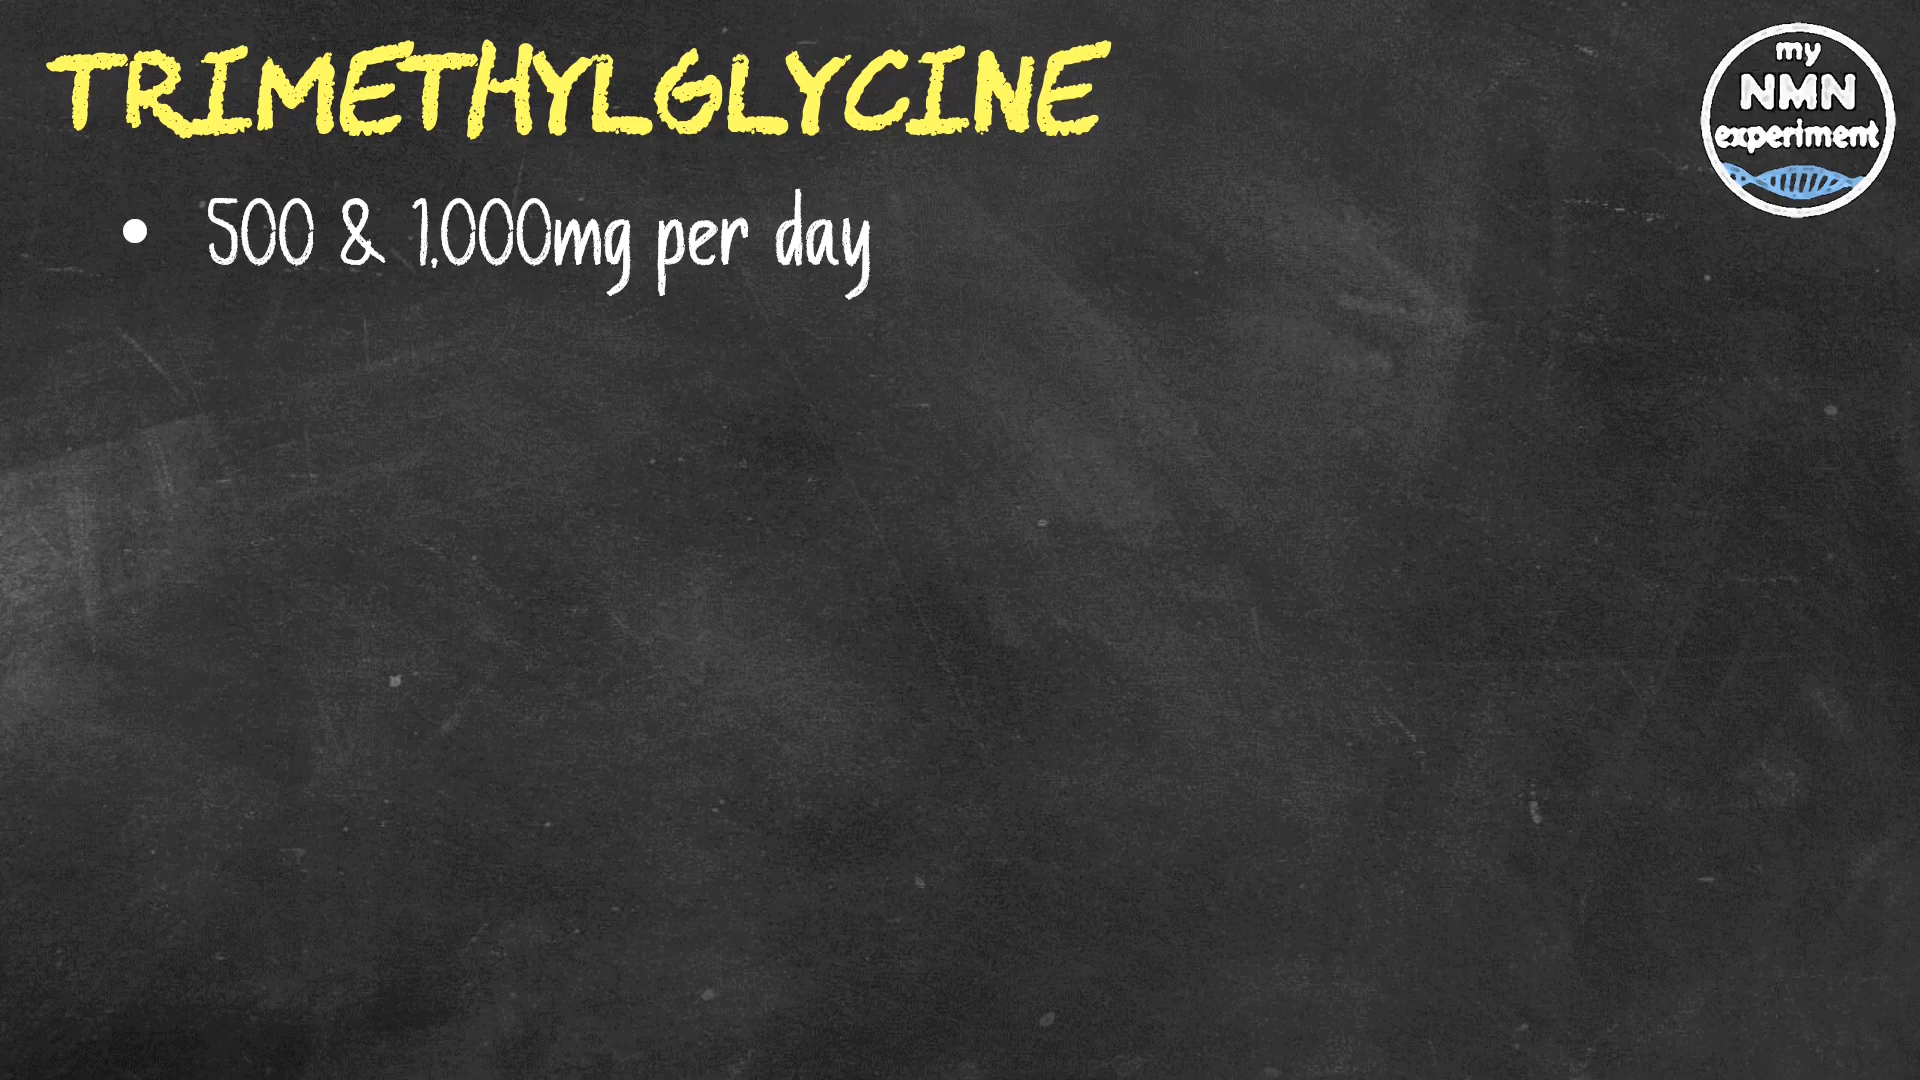 TRIMETHYLGLYCINE
• 500 & 1,000mg per day
my
NMN
experiment